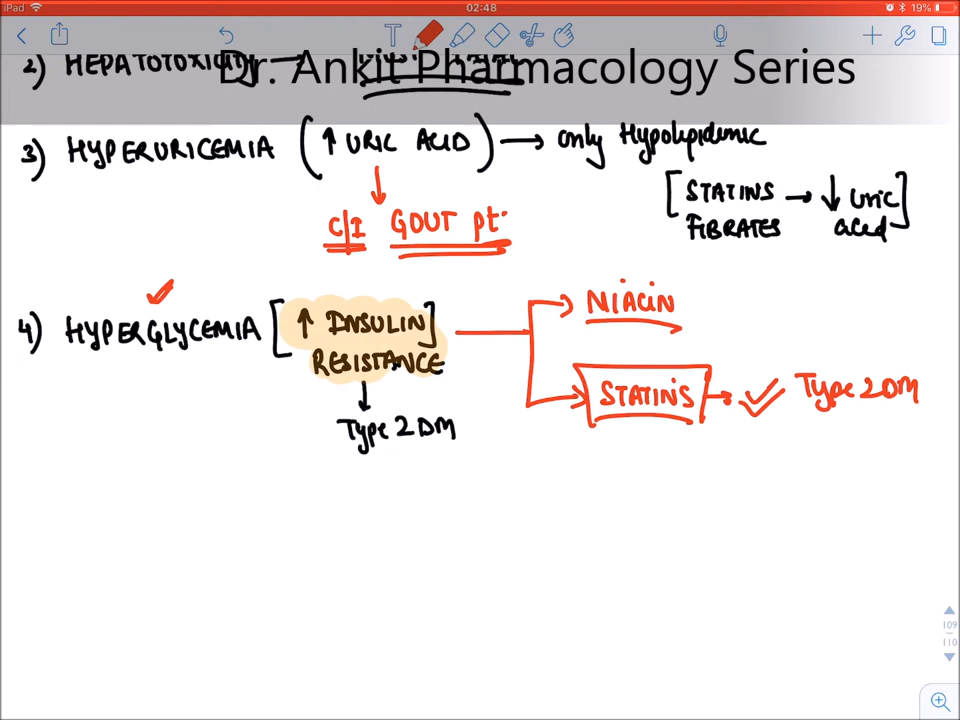 iPad 02:48 19%
T
2) HEPATOTOXICITY →
Dr. Ankit Pharmacology Series
3) HYPERURICEMIA (↑ URIC ACID) → only Hypolipidemic
[STATINS → ↓ Uric
FIBRATES acid]
C/I GOUT pt.
4) HYPERGLYCEMIA [↑ INSULIN]
RESISTANCE
Type 2 DM
NIACIN
STATINS → ✓ Type 2 DM
109
110